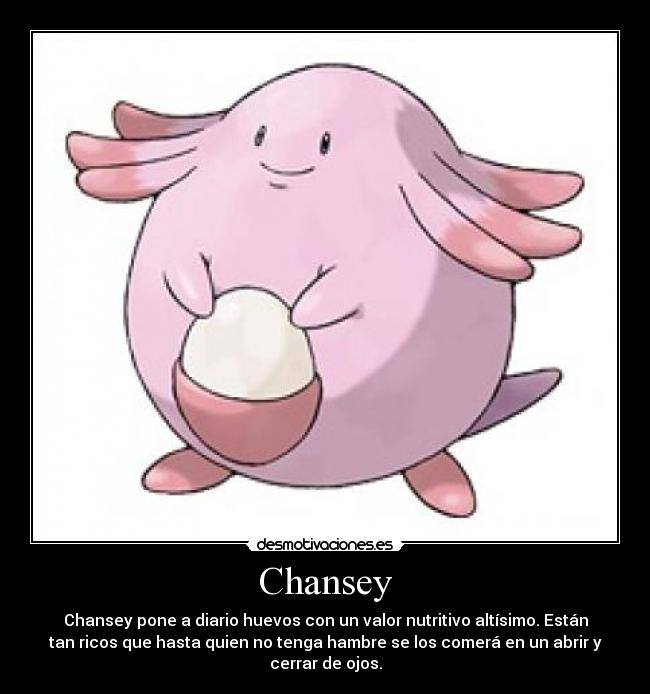 desmotivaciones.es
Chansey
Chansey pone a diario huevos con un valor nutritivo altísimo. Están
tan ricos que hasta quien no tenga hambre se los comerá en un abrir y
cerrar de ojos.